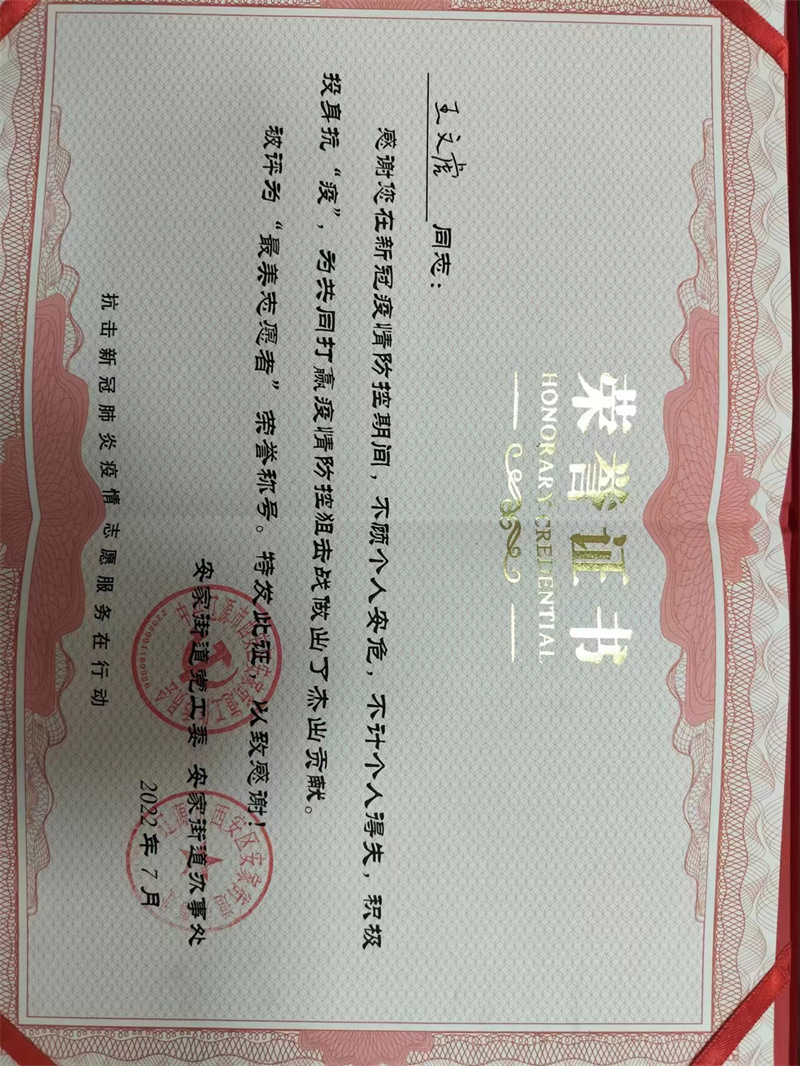 荣誉证书
HONORARY CREDENTIAL
王文虎 同志：
感谢您在新冠疫情防控期间，不顾个人安危，不计个人得失，积极
投身抗“疫”，为共同打赢疫情防控狙击战做出了杰出贡献。
被评为“最美志愿者”荣誉称号。特发此证，以致感谢！
安家街道党工委 安家街道办事处
2022年7月
抗击新冠肺炎疫情志愿服务在行动